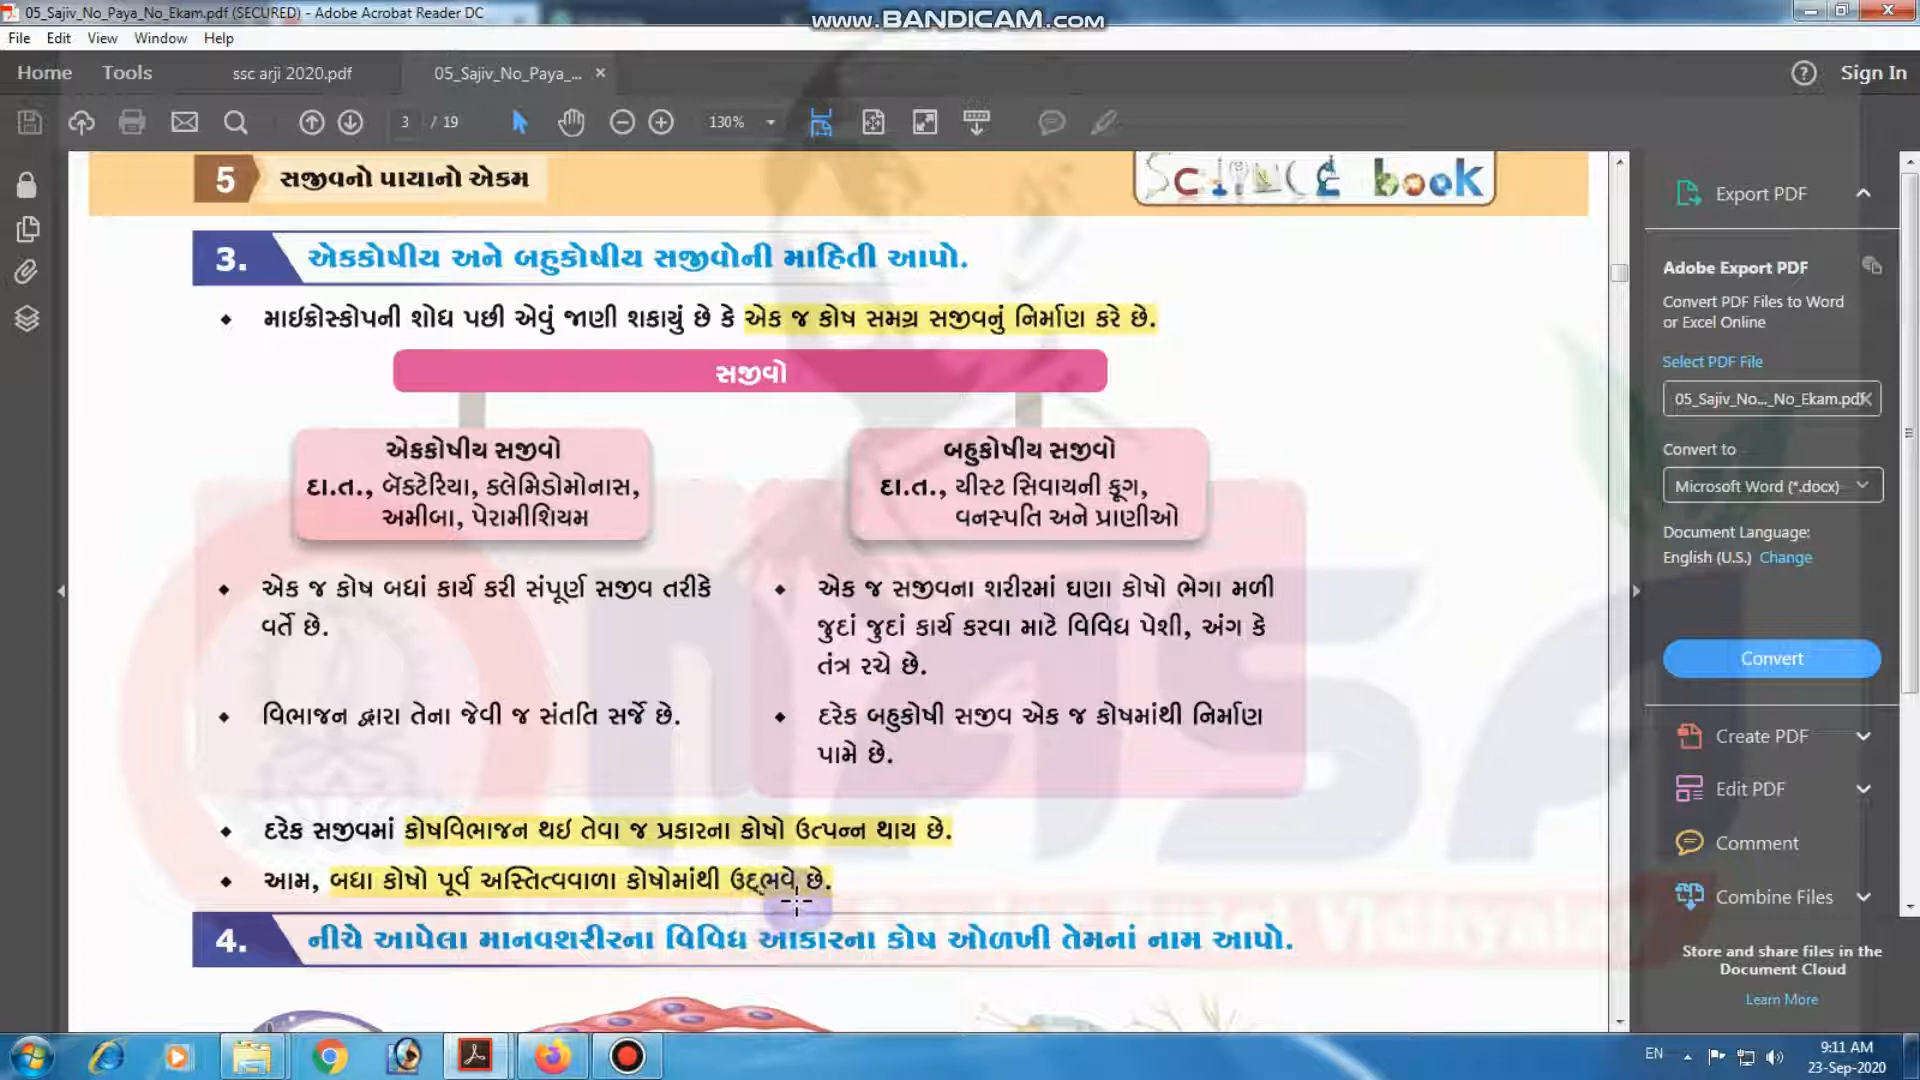 05_Sajiv_No_Paya_No_Ekam.pdf (SECURED) - Adobe Acrobat Reader DC
www.BANDICAM.com
File Edit View Window Help
Home Tools ssc arji 2020.pdf 05_Sajiv_No_Paya_... × Sign In
3 / 19 130%
5 સજીવનો પાયાનો એકમ
Science book
3. એકકોષીય અને બહુકોષીય સજીવોની માહિતી આપો.
માઇક્રોસ્કોપની શોધ પછી એવું જાણી શકાયું છે કે એક જ કોષ સમગ્ર સજીવનું નિર્માણ કરે છે.
સજીવો
એકકોષીય સજીવો
દા.ત., બૅક્ટેરિયા, ક્લેમિડોમોનાસ,
અમીબા, પેરામીશિયમ
બહુકોષીય સજીવો
દા.ત., યીસ્ટ સિવાયની ફૂગ,
વનસ્પતિ અને પ્રાણીઓ
એક જ કોષ બધાં કાર્ય કરી સંપૂર્ણ સજીવ તરીકે
વર્તે છે.
વિભાજન દ્વારા તેના જેવી જ સંતતિ સર્જે છે.
એક જ સજીવના શરીરમાં ઘણા કોષો ભેગા મળી
જુદાં જુદાં કાર્ય કરવા માટે વિવિધ પેશી, અંગ કે
તંત્ર રચે છે.
દરેક બહુકોષી સજીવ એક જ કોષમાંથી નિર્માણ
પામે છે.
દરેક સજીવમાં કોષવિભાજન થઇ તેવા જ પ્રકારના કોષો ઉત્પન્ન થાય છે.
આમ, બધા કોષો પૂર્વ અસ્તિત્વવાળા કોષોમાંથી ઉદ્ભવે છે.
4. નીચે આપેલા માનવશરીરના વિવિધ આકારના કોષ ઓળખી તેમનાં નામ આપો.
Export PDF
Adobe Export PDF
Convert PDF Files to Word
or Excel Online
Select PDF File
05_Sajiv_No..._No_Ekam.pdf
Convert to
Microsoft Word (*.docx)
Document Language:
English (U.S.) Change
Convert
Create PDF
Edit PDF
Comment
Combine Files
Store and share files in the
Document Cloud
Learn More
EN
9:11 AM
23-Sep-2020